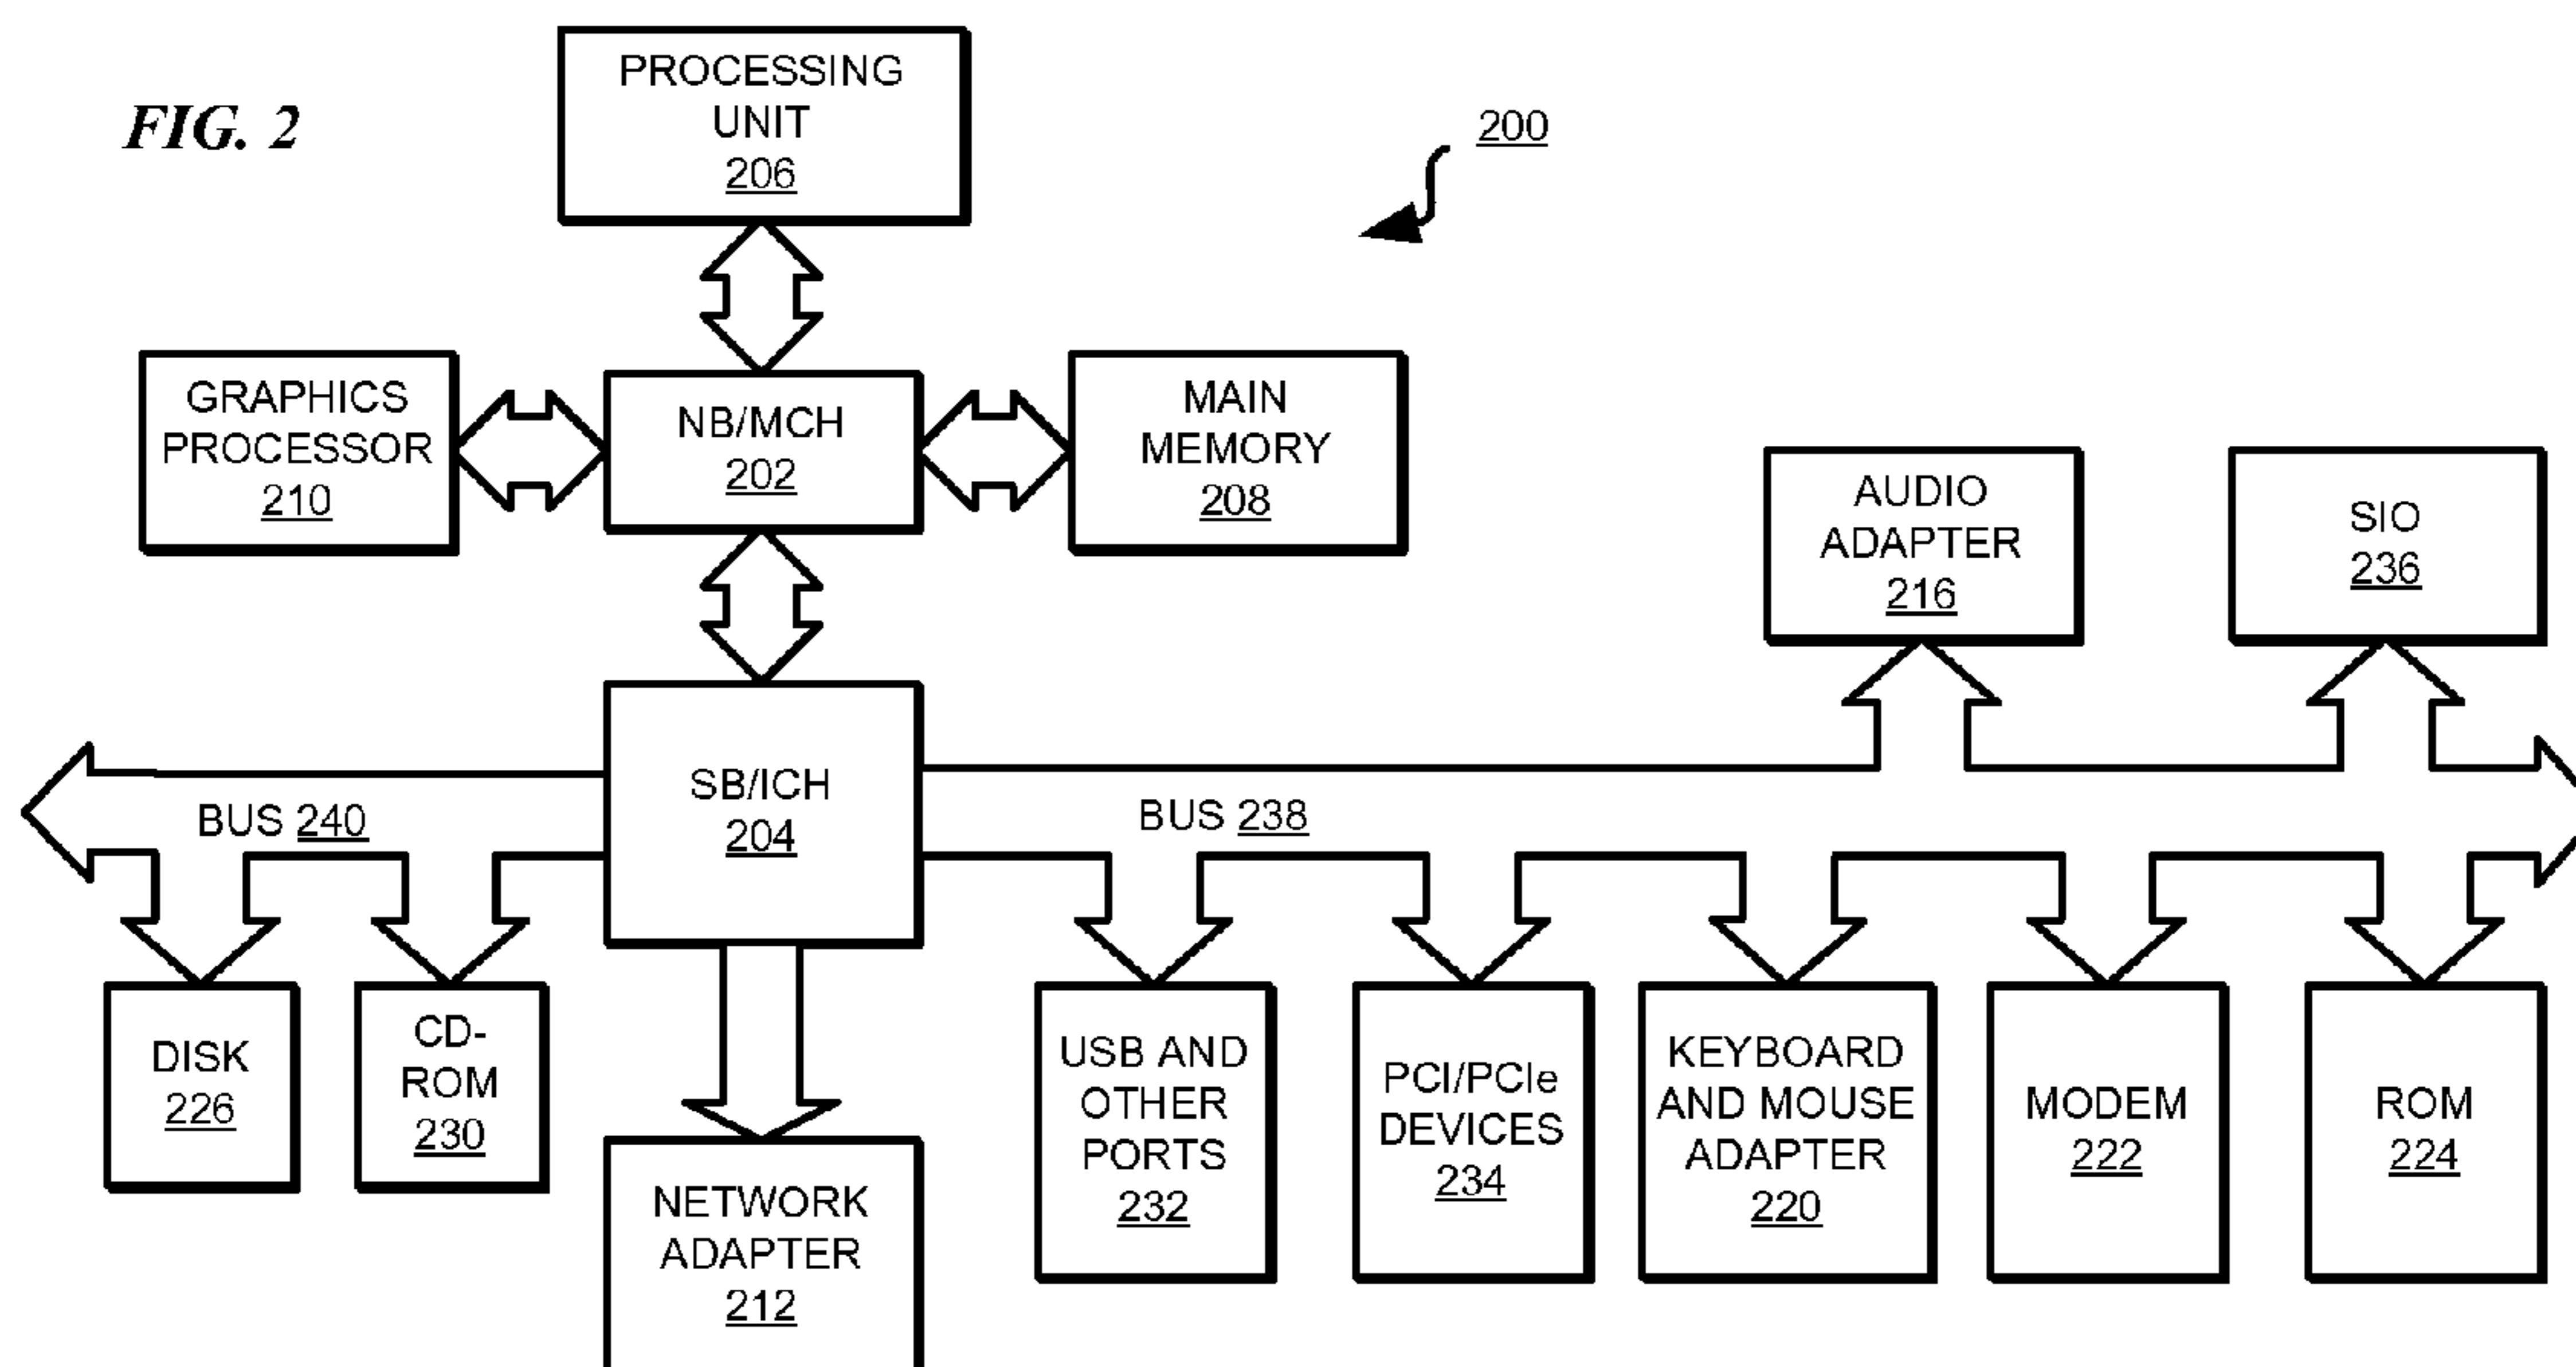 FIG. 2
PROCESSING
UNIT
206
200
GRAPHICS
PROCESSOR
210
NB/MCH
202
MAIN
MEMORY
208
AUDIO
ADAPTER
216
SIO
236
SB/ICH
204
BUS 240
BUS 238
DISK
226
CD-
ROM
230
NETWORK
ADAPTER
212
USB AND
OTHER
PORTS
232
PCI/PCIe
DEVICES
234
KEYBOARD
AND MOUSE
ADAPTER
220
MODEM
222
ROM
224